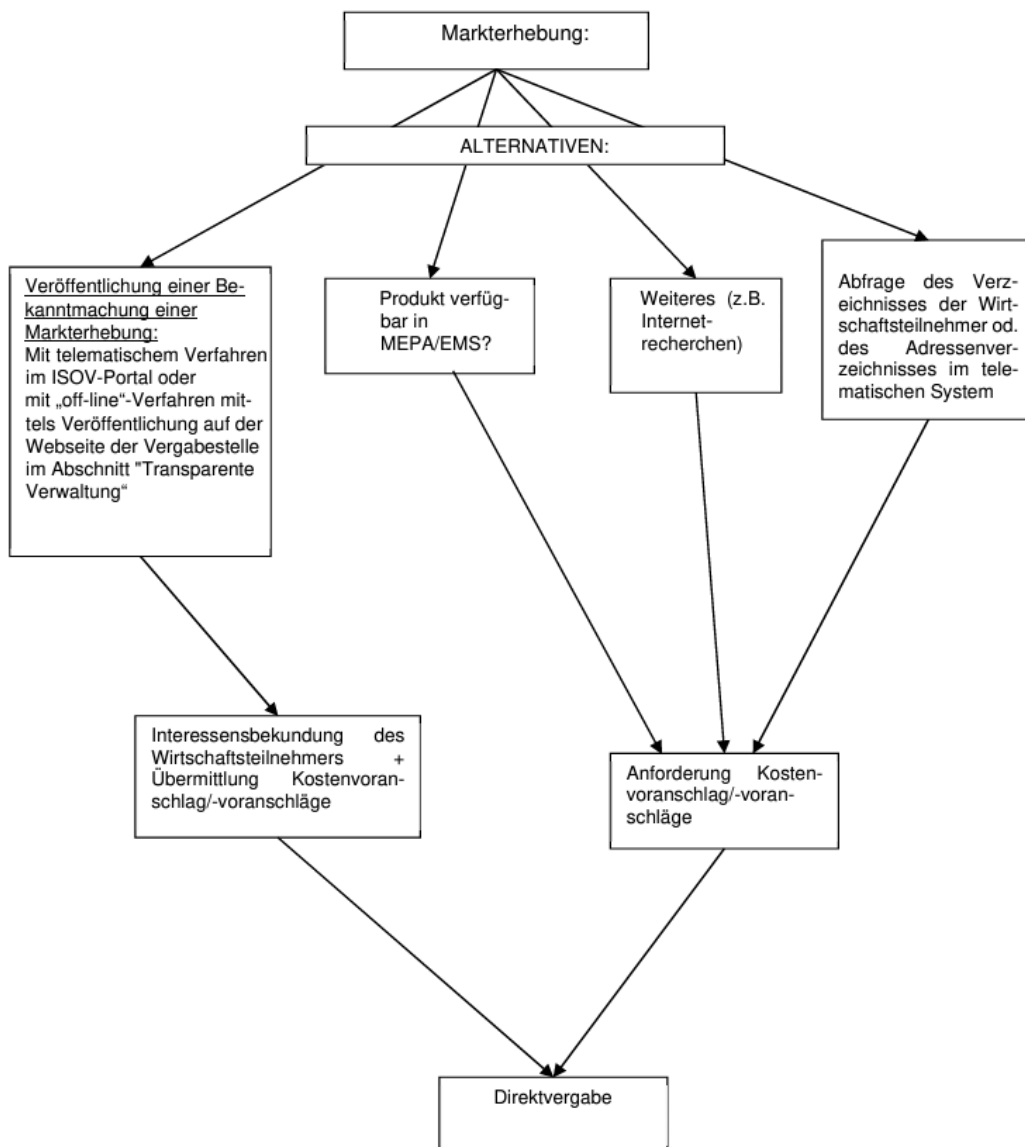 Markterhebung:
ALTERNATIVEN:
Veröffentlichung einer Be-
kanntmachung einer
Markterhebung:
Mit telematischem Verfahren
im ISOV-Portal oder
mit „off-line“-Verfahren mit-
tels Veröffentlichung auf der
Webseite der Vergabestelle
im Abschnitt "Transparente
Verwaltung“
Produkt verfüg-
bar in
MEPA/EMS?
Weiteres (z.B.
Internet-
recherchen)
Abfrage des Verz-
eichnisses der Wirt-
schaftsteilnehmer od.
des Adressenver-
zeichnisses im tele-
matischen System
Interessensbekundung des
Wirtschaftsteilnehmers +
Übermittlung Kostenvoran-
schlag/-voranschläge
Anforderung Kosten-
voranschlag/-voran-
schläge
Direktvergabe